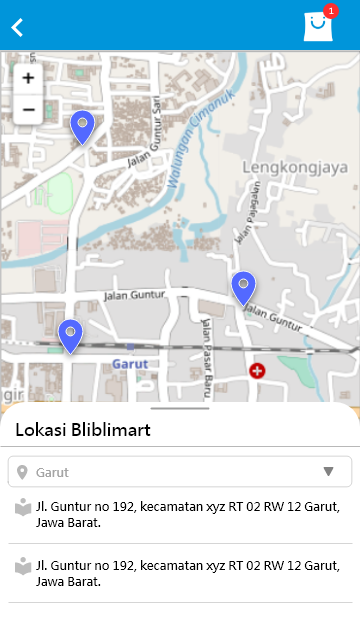 1
+
−
Jalan Guntur Sari
Walungan Cimanuk
Lengkongjaya
Jalan Pajagalan
Jalan Guntur
Jalan Guntur
Garut
Jalan Pasar Baru
Lokasi Bliblimart
Garut
Jl. Guntur no 192, kecamatan xyz RT 02 RW 12 Garut,
Jawa Barat.
Jl. Guntur no 192, kecamatan xyz RT 02 RW 12 Garut,
Jawa Barat.